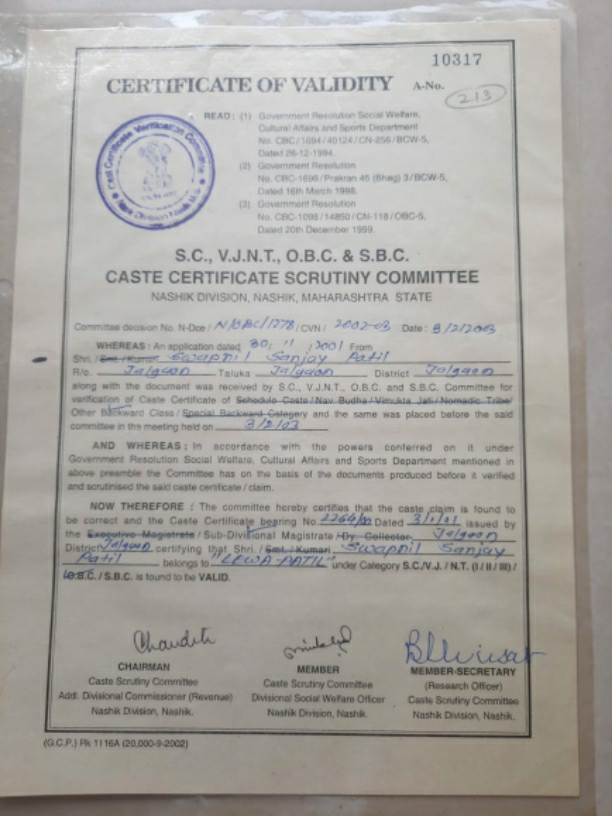 10317
CERTIFICATE OF VALIDITY A-No.
213
READ : (1) Government Resolution Social Welfare,
Cultural Affairs and Sports Department
No. CBC/1694/40124/CN-256/BCW-5,
Dated 26-12-1994.
(2) Government Resolution
No. CBC-1696/Prakran 46 (Bhag) 3/BCW-5,
Dated 16th March 1998.
(3) Government Resolution
No. CBC-1098/14850/CN-118/OBC-5,
Dated 20th December 1999.
Cast Certificate Verification Committee
S.C., V.J.NT., O.B.C. & S.B.C.
CASTE CERTIFICATE SCRUTINY COMMITTEE
NASHIK DIVISION, NASHIK, MAHARASHTRA STATE
Committee decision No. N-Dce / N/OBC/1278 / CVN / 2002-03 Date : 3/2/2003
WHEREAS : An application dated 30, 11, 2001 From
Shri. / Smt. / Kumar. Swapnil Sanjay Patil
R/o. Jalgaon Taluka Jalgaon District Jalgaon
along with the document was received by S.C., V.J.NT., O.B.C. and S.B.C. Committee for
verification of Caste Certificate of Schedule Caste / Nav Budha / Vimukta Jati / Nomadic Tribe/
Other Backward Class / Special Backward Category and the same was placed before the said
committee in the meeting held on 3/2/03
AND WHEREAS : In accordance with the powers conferred on it under
Government Resolution Social Welfare, Cultural Affairs and Sports Department mentioned in
above preamble the Committee has on the basis of the documents produced before it verified
and scrutinised the said caste certificate / claim.
NOW THEREFORE : The committee hereby certifies that the caste claim is found to
be correct and the Caste Certificate bearing No. Dated 3/1/01 issued by
the Executive Magistrate / Sub-Divisional Magistrate / Dy. Collector, Jalgaon
District Jalgaon certifying that Shri. / Smt. / Kumari. Swapnil Sanjay
Patil belongs to "LEWA-PATIL" under Category S.C./V.J. / N.T. (I / II / III) /
O.B.C. / S.B.C. is found to be VALID.
CHAIRMAN
Caste Scrutiny Committee
Addl. Divisional Commissioner (Revenue)
Nashik Division, Nashik.
MEMBER
Caste Scrutiny Committee
Divisional Social Welfare Officer
Nashik Division, Nashik.
MEMBER-SECRETARY
(Research Officer)
Caste Scrutiny Committee
Nashik Division, Nashik.
(G.C.P.) Rk 1116A (20,000-9-2002)